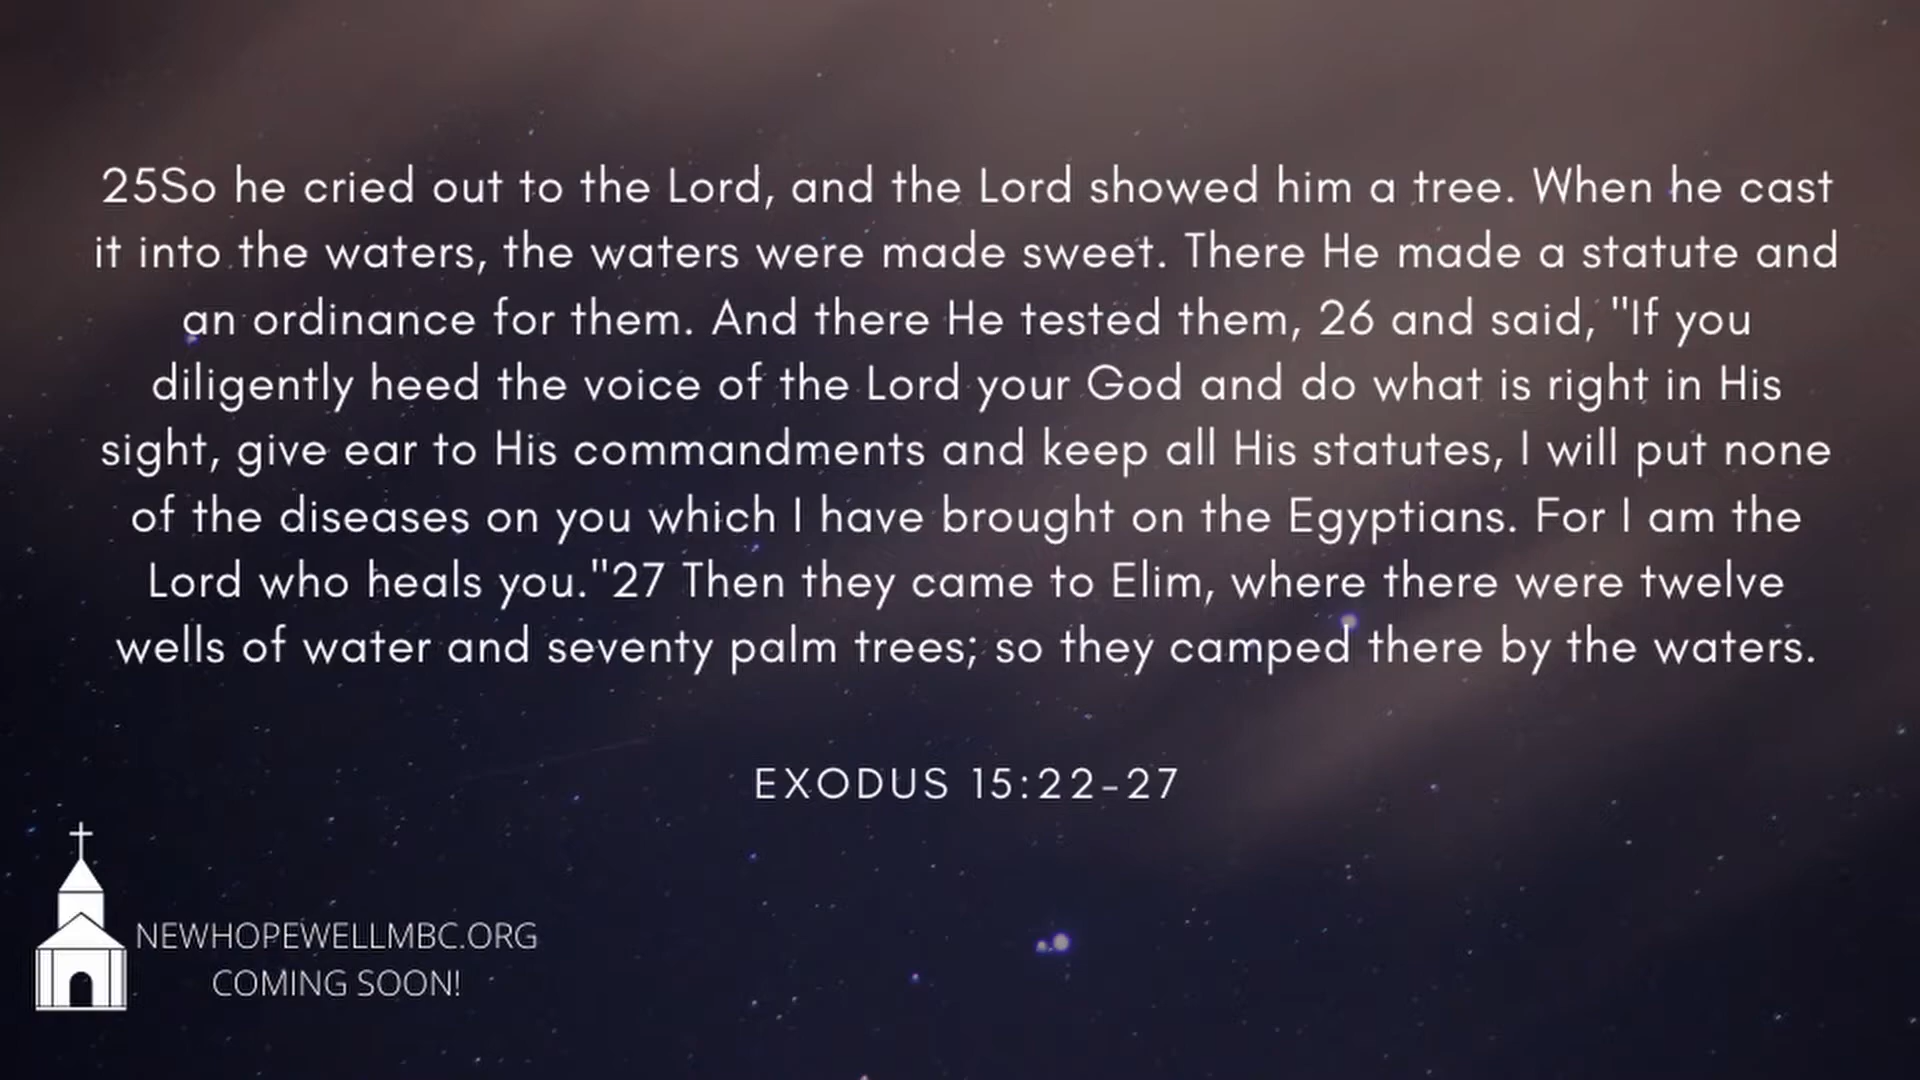 25So he cried out to the Lord, and the Lord showed him a tree. When he cast
it into the waters, the waters were made sweet. There He made a statute and
an ordinance for them. And there He tested them, 26 and said, "If you
diligently heed the voice of the Lord your God and do what is right in His
sight, give ear to His commandments and keep all His statutes, I will put none
of the diseases on you which I have brought on the Egyptians. For I am the
Lord who heals you."27 Then they came to Elim, where there were twelve
wells of water and seventy palm trees; so they camped there by the waters.
EXODUS 15:22-27
NEWHOPEWELLMBC.ORG
COMING SOON!